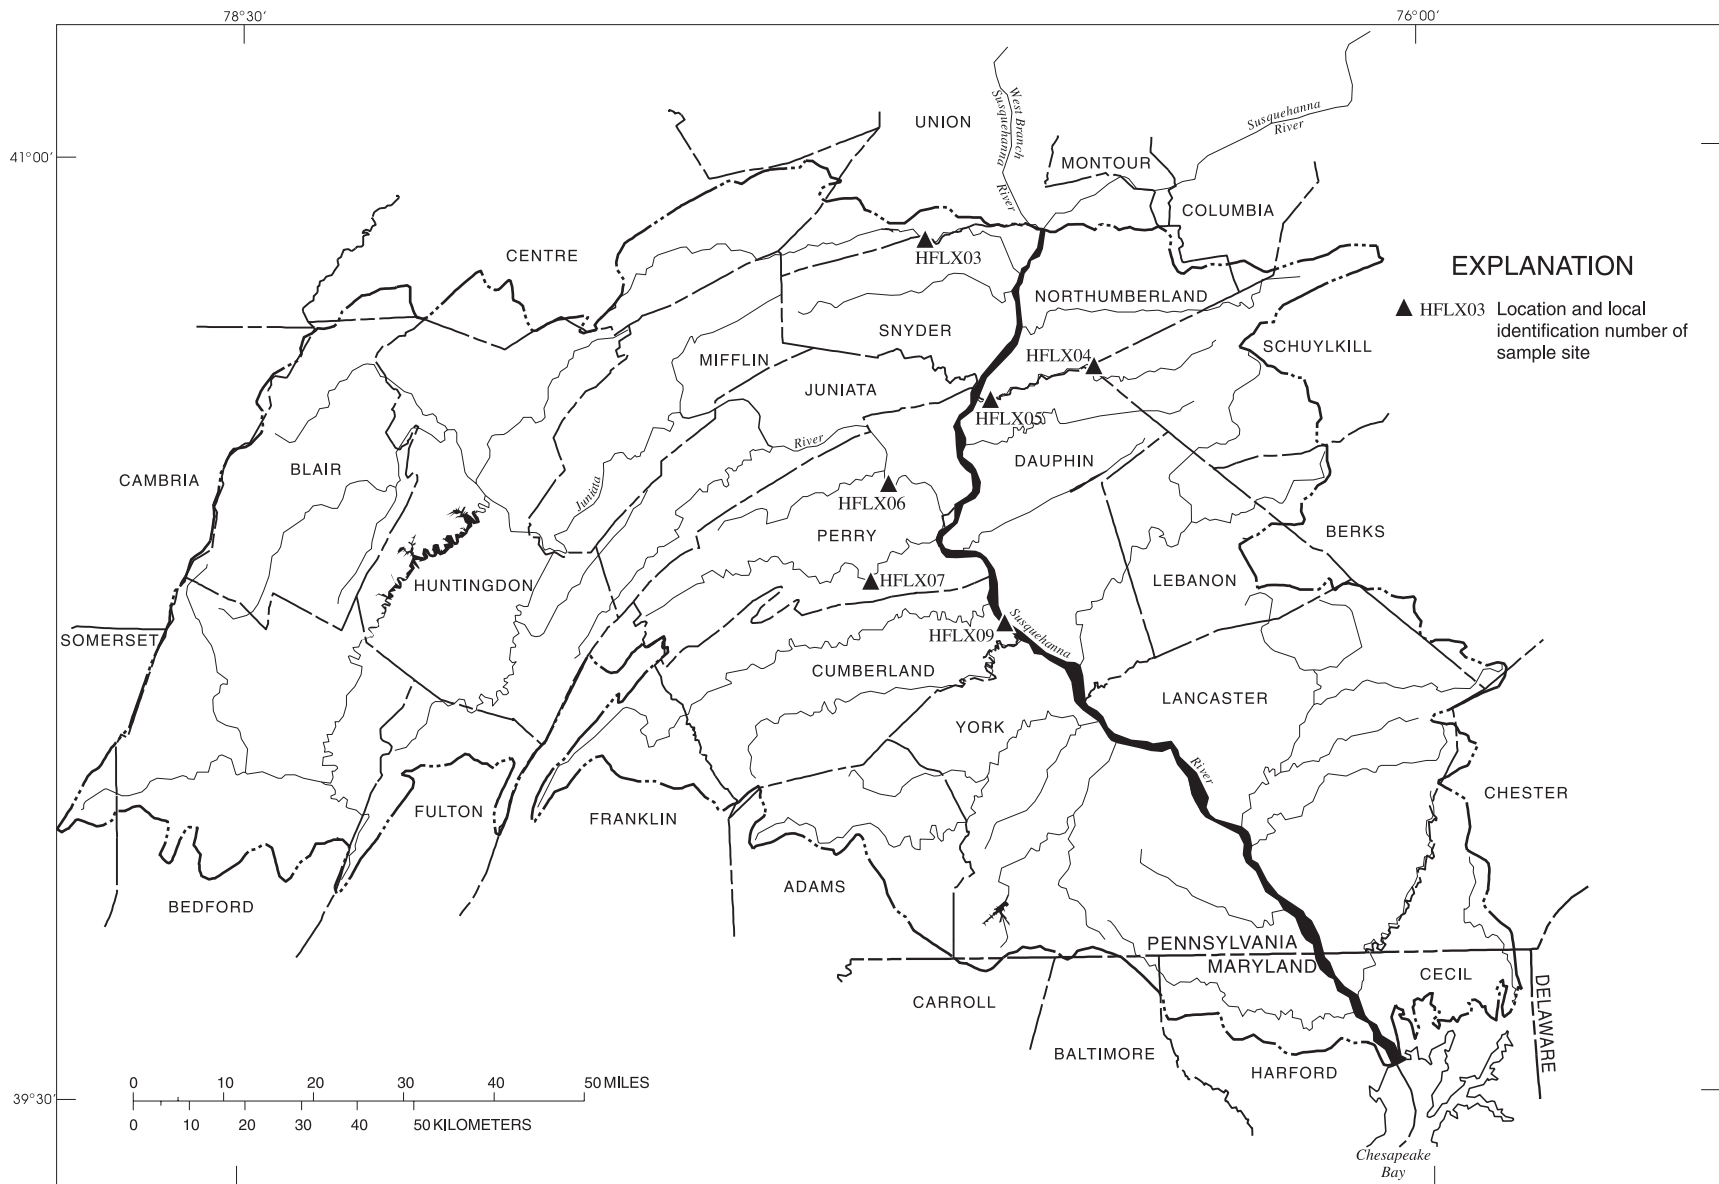 78°30'
76°00'
41°00'
39°30'
UNION
West Branch
Susquehanna
River
Susquehanna
River
MONTOUR
COLUMBIA
CENTRE
HFLX03
EXPLANATION
HFLX03 Location and local
identification number of
sample site
NORTHUMBERLAND
SNYDER
SCHUYLKILL
MIFFLIN
HFLX04
JUNIATA
HFLX05
River
DAUPHIN
BLAIR
CAMBRIA
Juniata
HFLX06
PERRY
BERKS
HFLX07
LEBANON
HUNTINGDON
SOMERSET
HFLX09
Susquehanna
CUMBERLAND
LANCASTER
YORK
River
CHESTER
FULTON
FRANKLIN
ADAMS
BEDFORD
PENNSYLVANIA
MARYLAND
CECIL
DELAWARE
CARROLL
BALTIMORE
HARFORD
0 10 20 30 40 50 MILES
0 10 20 30 40 50 KILOMETERS
Chesapeake
Bay